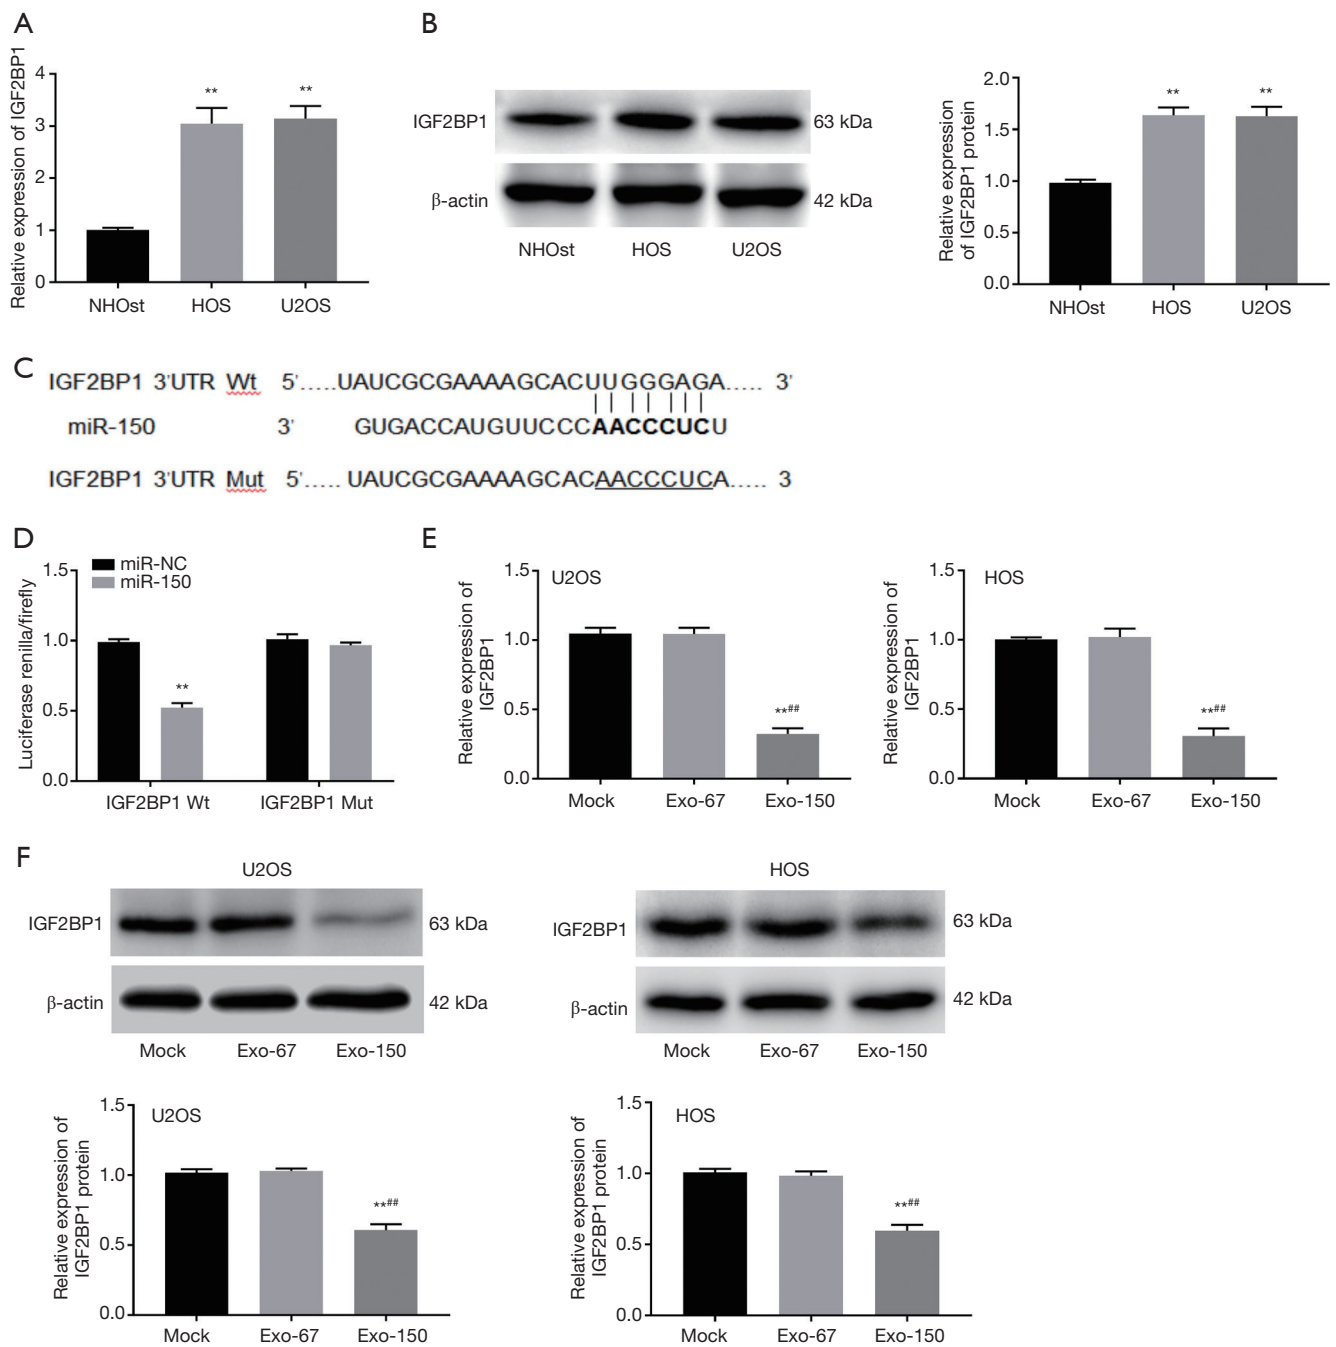 A
Relative expression of IGF2BP1
4
3
2
1
0
**
**
NHOst
HOS
U2OS
B
IGF2BP1
63 kDa
β-actin
42 kDa
NHOst
HOS
U2OS
Relative expression
of IGF2BP1 protein
2.0
1.5
1.0
0.5
0.0
**
**
NHOst
HOS
U2OS
C
IGF2BP1 3'UTR Wt 5'.....UAUCGCGAAAAGCACUUGGGAGA..... 3'
miR-150 3' GUGACCAUGUUCCCAACCCUCU
IGF2BP1 3'UTR Mut 5'..... UAUCGCGAAAAGCACAACCCUCA..... 3
D
miR-NC
miR-150
Luciferase renilla/firefly
1.5
1.0
0.5
0.0
**
IGF2BP1 Wt
IGF2BP1 Mut
E
Relative expression of
IGF2BP1
1.5
1.0
0.5
0.0
U2OS
**##
Mock
Exo-67
Exo-150
Relative expression of
IGF2BP1
1.5
1.0
0.5
0.0
HOS
**##
Mock
Exo-67
Exo-150
F
U2OS
IGF2BP1
63 kDa
β-actin
42 kDa
Mock
Exo-67
Exo-150
HOS
IGF2BP1
63 kDa
β-actin
42 kDa
Mock
Exo-67
Exo-150
Relative expression of
IGF2BP1 protein
1.5
1.0
0.5
0.0
U2OS
**##
Mock
Exo-67
Exo-150
Relative expression of
IGF2BP1 protein
1.5
1.0
0.5
0.0
HOS
**##
Mock
Exo-67
Exo-150